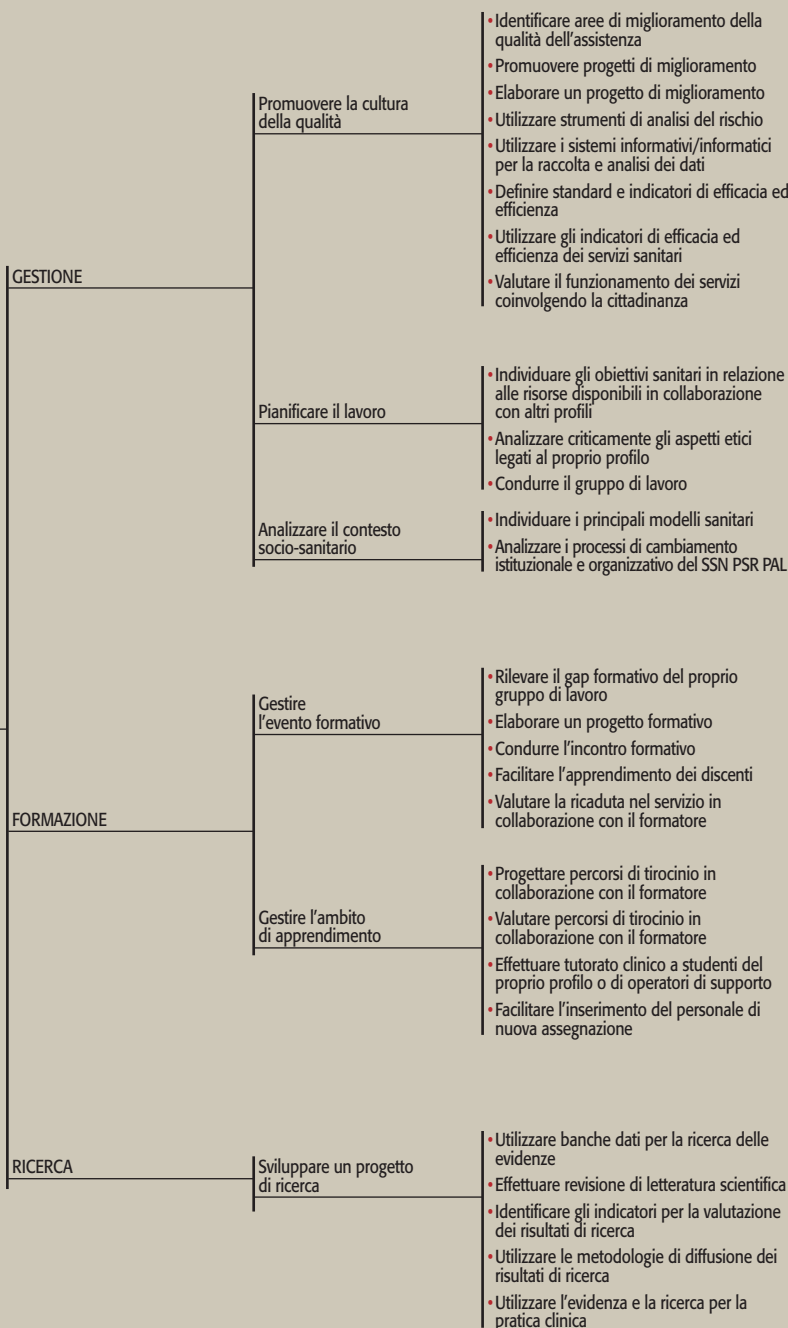 GESTIONE
Promuovere la cultura
della qualità
•Identificare aree di miglioramento della
qualità dell'assistenza
•Promuovere progetti di miglioramento
•Elaborare un progetto di miglioramento
•Utilizzare strumenti di analisi del rischio
•Utilizzare i sistemi informativi/informatici
per la raccolta e analisi dei dati
•Definire standard e indicatori di efficacia ed
efficienza
•Utilizzare gli indicatori di efficacia ed
efficienza dei servizi sanitari
•Valutare il funzionamento dei servizi
coinvolgendo la cittadinanza
Pianificare il lavoro
•Individuare gli obiettivi sanitari in relazione
alle risorse disponibili in collaborazione
con altri profili
•Analizzare criticamente gli aspetti etici
legati al proprio profilo
•Condurre il gruppo di lavoro
Analizzare il contesto
socio-sanitario
•Individuare i principali modelli sanitari
•Analizzare i processi di cambiamento
istituzionale e organizzativo del SSN PSR PAL
FORMAZIONE
Gestire
l'evento formativo
•Rilevare il gap formativo del proprio
gruppo di lavoro
•Elaborare un progetto formativo
•Condurre l'incontro formativo
•Facilitare l'apprendimento dei discenti
•Valutare la ricaduta nel servizio in
collaborazione con il formatore
Gestire l'ambito
di apprendimento
•Progettare percorsi di tirocinio in
collaborazione con il formatore
•Valutare percorsi di tirocinio in
collaborazione con il formatore
•Effettuare tutorato clinico a studenti del
proprio profilo o di operatori di supporto
•Facilitare l'inserimento del personale di
nuova assegnazione
RICERCA
Sviluppare un progetto
di ricerca
•Utilizzare banche dati per la ricerca delle
evidenze
•Effettuare revisione di letteratura scientifica
•Identificare gli indicatori per la valutazione
dei risultati di ricerca
•Utilizzare le metodologie di diffusione dei
risultati di ricerca
•Utilizzare l'evidenza e la ricerca per la
pratica clinica